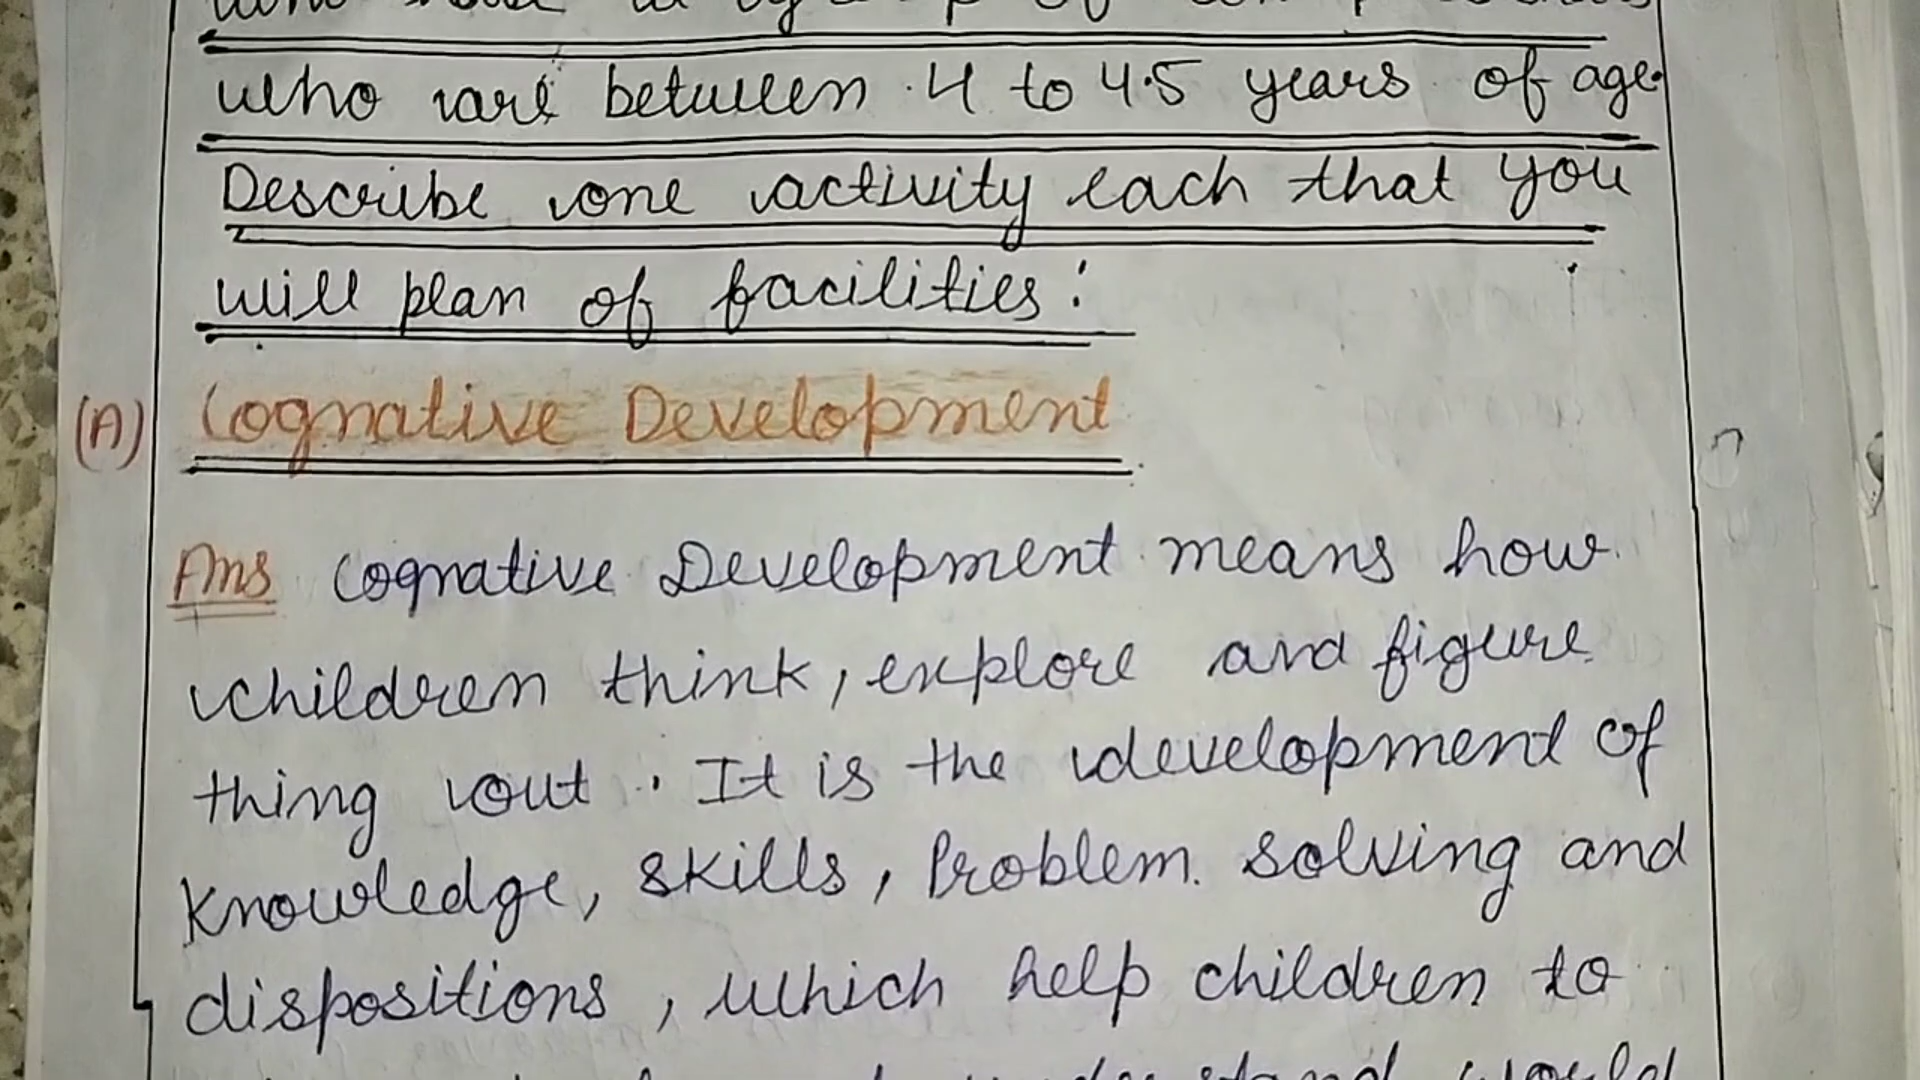 who are between 4 to 4.5 years of age.
Describe one activity each that you
will plan of facilities:
(A) Cognative Development
Ans Cognative Development means how
children think, explore and figure
thing out. It is the development of
knowledge, skills, Problem solving and
dispositions, which help children to